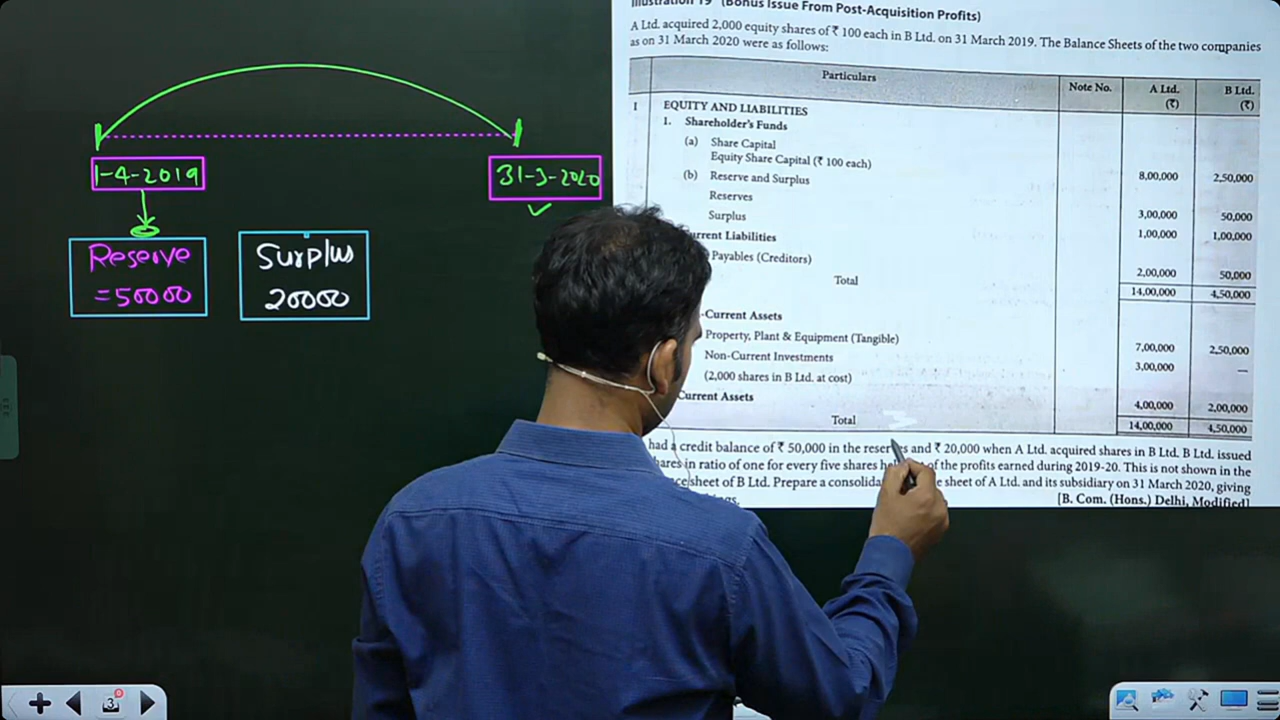 Illustration 19 (Bonus Issue From Post-Acquisition Profits)
A Ltd. acquired 2,000 equity shares of ₹ 100 each in B Ltd. on 31 March 2019. The Balance Sheets of the two companies
as on 31 March 2020 were as follows:
Particulars Note No. A Ltd. (₹) B Ltd. (₹)
I EQUITY AND LIABILITIES
1. Shareholder's Funds
(a) Share Capital
Equity Share Capital (₹ 100 each) 8,00,000 2,50,000
(b) Reserve and Surplus
Reserves 3,00,000 50,000
Surplus 1,00,000 1,00,000
urrent Liabilities
Payables (Creditors) 2,00,000 50,000
Total 14,00,000 4,50,000
-Current Assets
Property, Plant & Equipment (Tangible) 7,00,000 2,50,000
Non-Current Investments 3,00,000 —
(2,000 shares in B Ltd. at cost)
Current Assets 4,00,000 2,00,000
Total 14,00,000 4,50,000
had a credit balance of ₹ 50,000 in the reserves and ₹ 20,000 when A Ltd. acquired shares in B Ltd. B Ltd. issued
hares in ratio of one for every five shares of the profits earned during 2019-20. This is not shown in the
sheet of B Ltd. Prepare a consolida e sheet of A Ltd. and its subsidiary on 31 March 2020, giving
[B. Com. (Hons.) Delhi, Modified]
1-4-2019
31-3-2020
Reserve
=50000
Surplus
20000
3